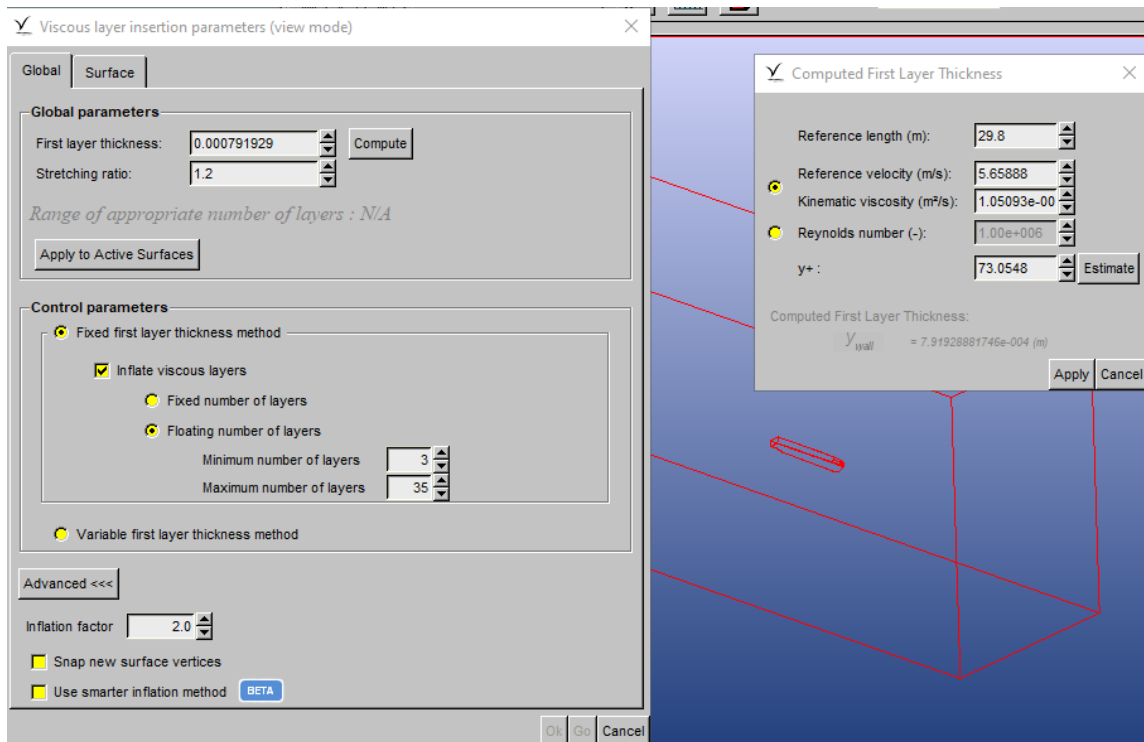 Viscous layer insertion parameters (view mode)
Global Surface
Global parameters
First layer thickness: 0.000791929 Compute
Stretching ratio: 1.2
Range of appropriate number of layers : N/A
Apply to Active Surfaces
Control parameters
Fixed first layer thickness method
Inflate viscous layers
Fixed number of layers
Floating number of layers
Minimum number of layers 3
Maximum number of layers 35
Variable first layer thickness method
Advanced <<<
Inflation factor 2.0
Snap new surface vertices
Use smarter inflation method BETA
Ok Go Cancel
Computed First Layer Thickness
Reference length (m): 29.8
Reference velocity (m/s): 5.65888
Kinematic viscosity (m²/s): 1.05093e-00
Reynolds number (-): 1.00e+006
y+ : 73.0548 Estimate
Computed First Layer Thickness:
y wall = 7.91928881746e-004 (m)
Apply Cancel